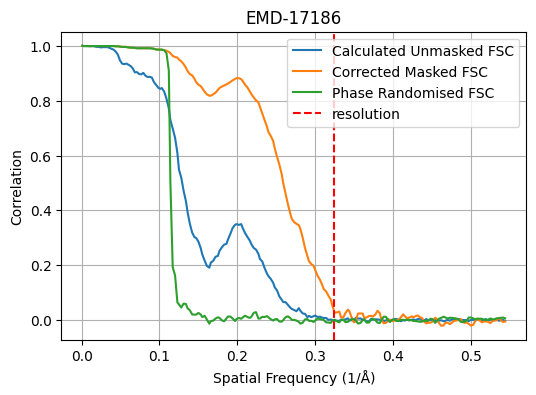 EMD-17186
Calculated Unmasked FSC
Corrected Masked FSC
Phase Randomised FSC
resolution
Correlation
1.0
0.8
0.6
0.4
0.2
0.0
0.0 0.1 0.2 0.3 0.4 0.5
Spatial Frequency (1/Å)